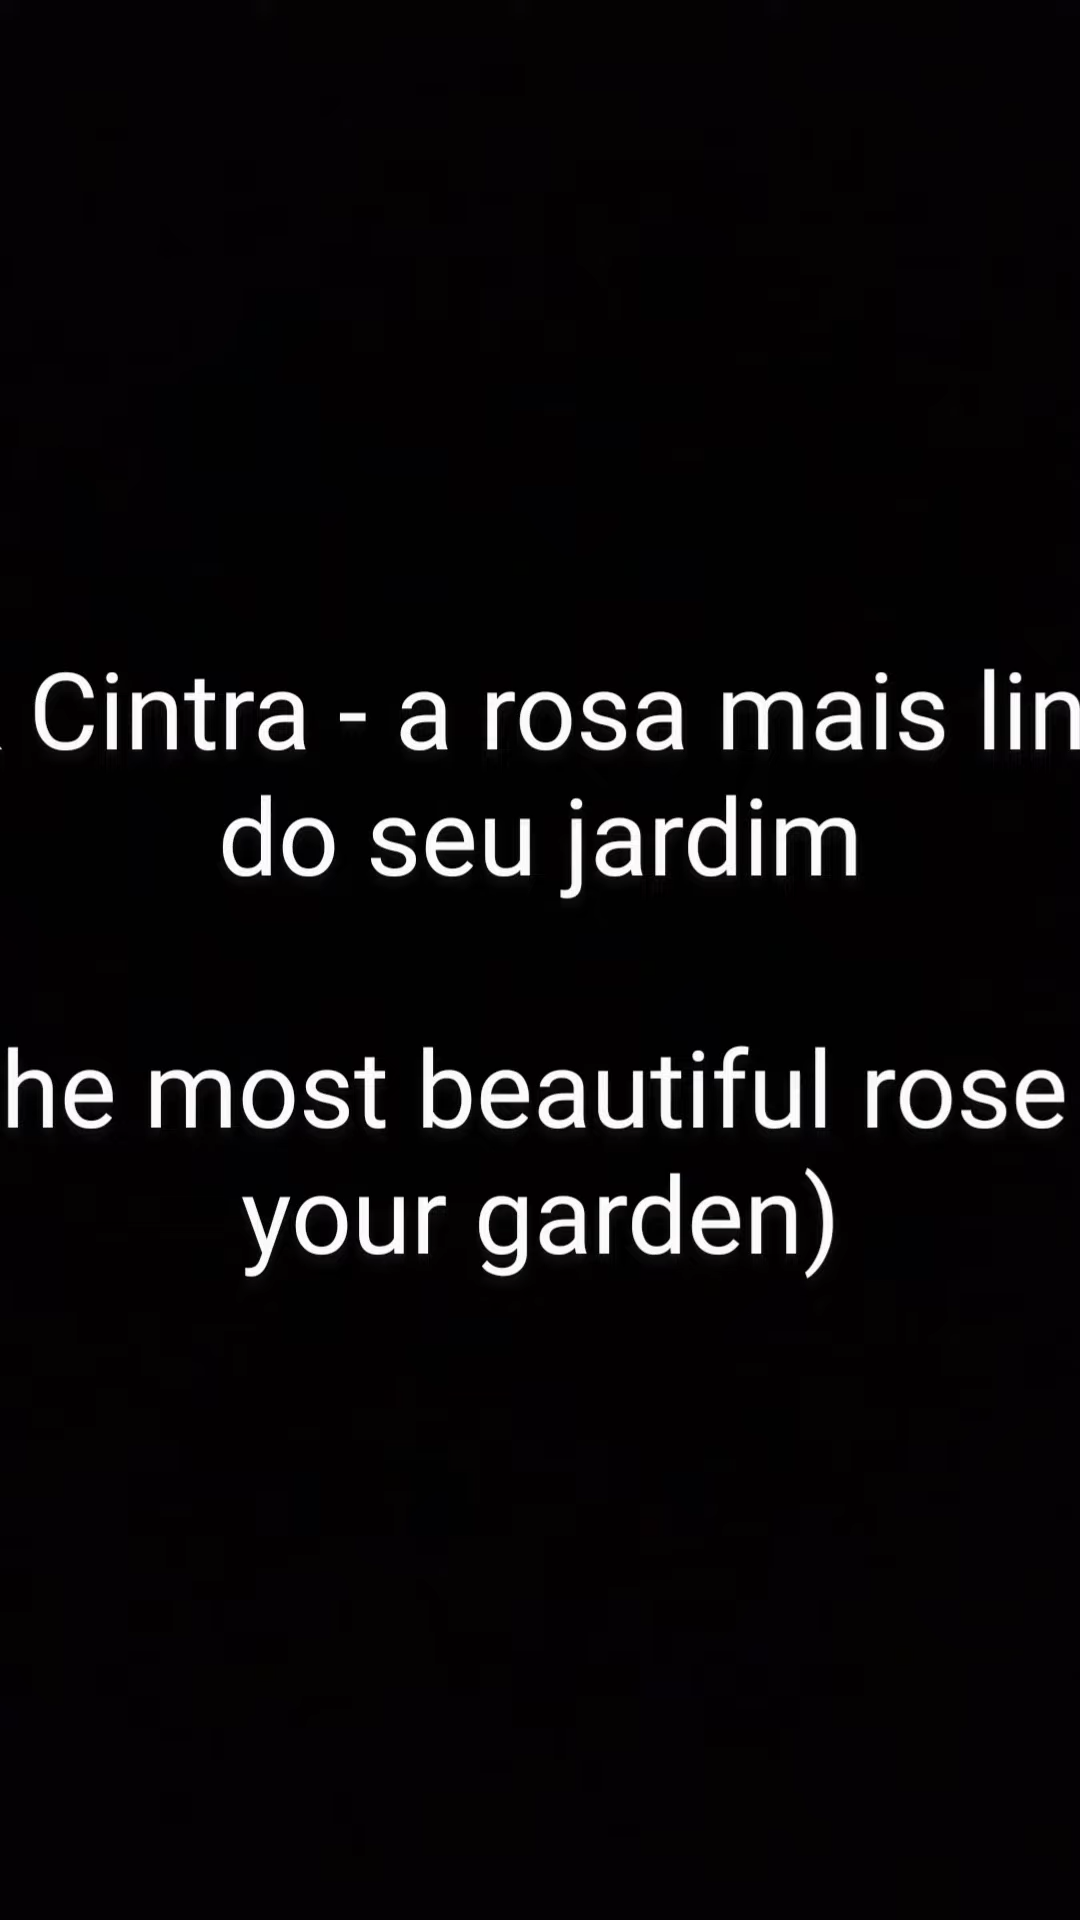 Cintra - a rosa mais lin
do seu jardim
he most beautiful rose
your garden)